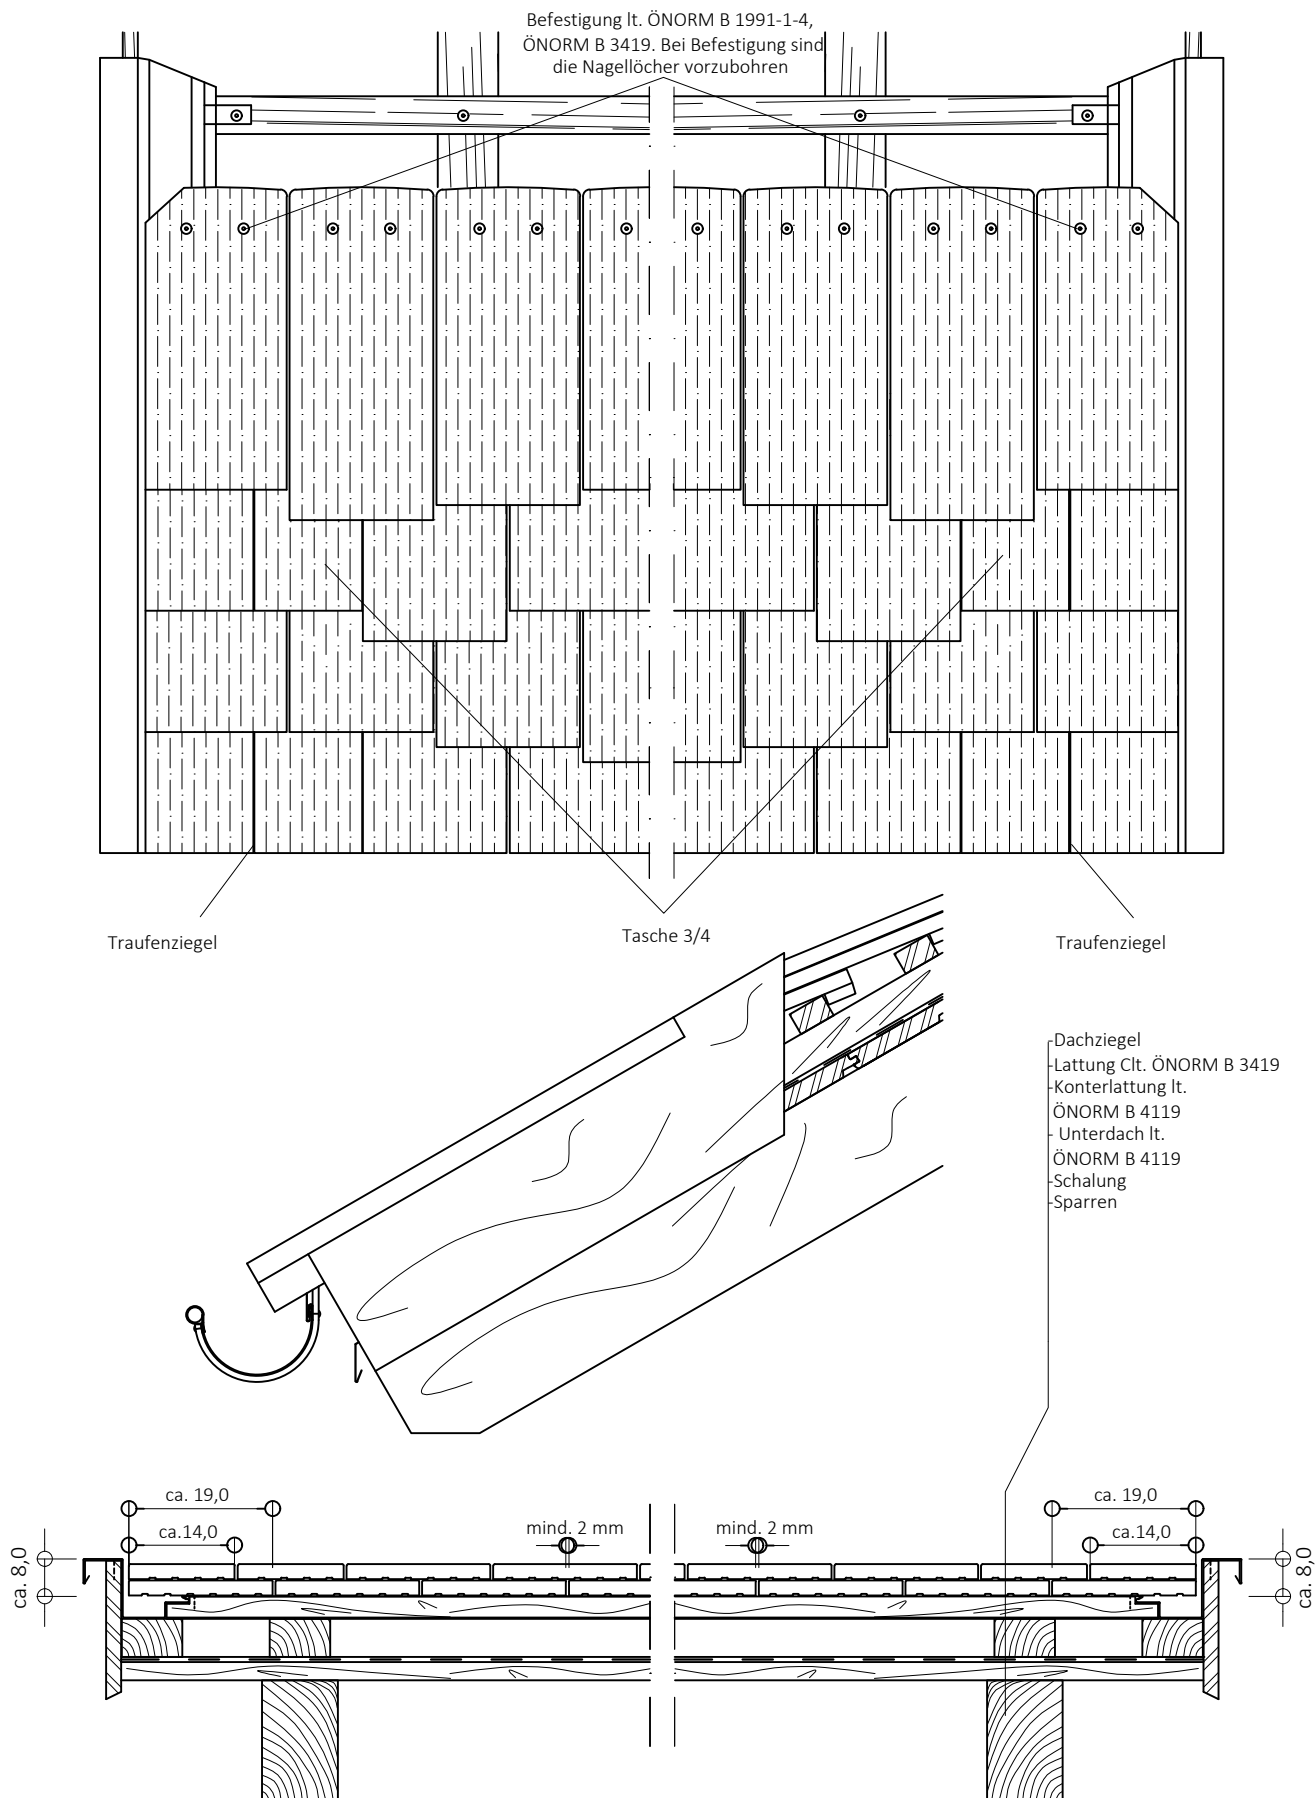 Befestigung lt. ÖNORM B 1991-1-4,
ÖNORM B 3419. Bei Befestigung sind
die Nagellöcher vorzubohren
Traufenziegel
Tasche 3/4
Traufenziegel
Dachziegel
Lattung Clt. ÖNORM B 3419
Konterlattung lt.
ÖNORM B 4119
Unterdach lt.
ÖNORM B 4119
Schalung
Sparren
ca. 19,0
ca. 19,0
ca.14,0
mind. 2 mm
mind. 2 mm
ca.14,0
ca. 8,0
ca. 8,0